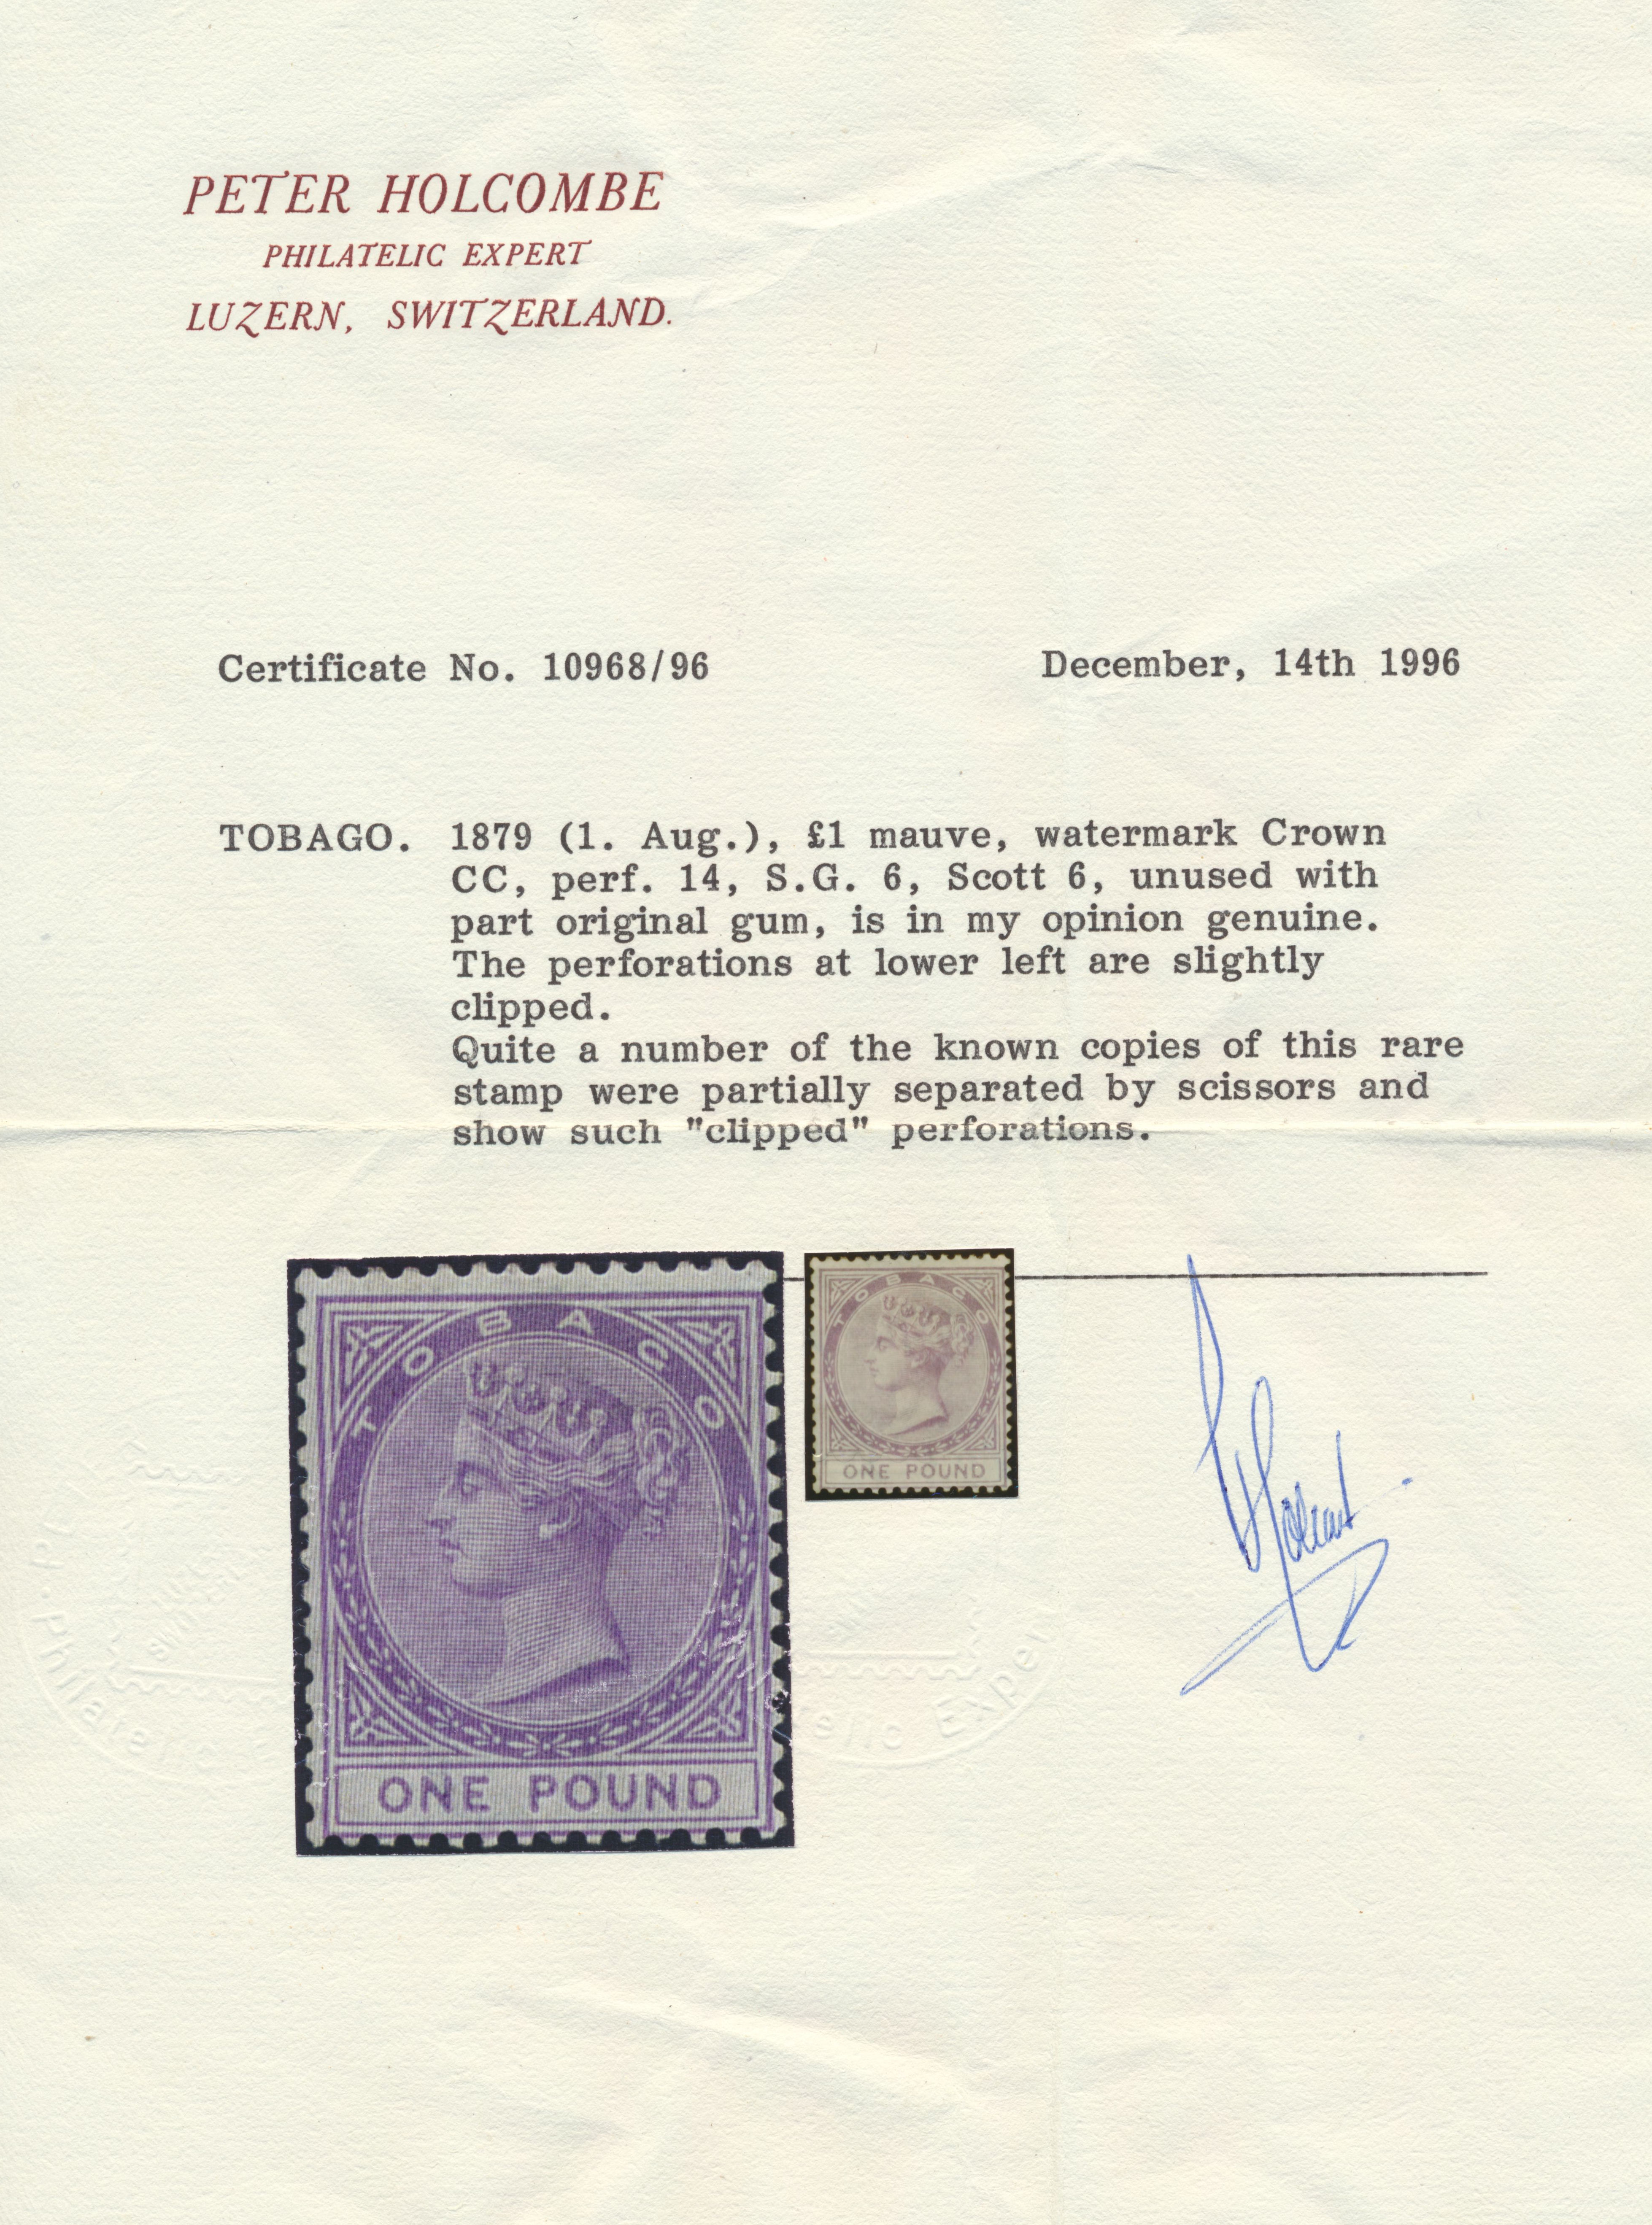 PETER HOLCOMBE
PHILATELIC EXPERT
LUZERN, SWITZERLAND.
Certificate No. 10968/96 December, 14th 1996
TOBAGO. 1879 (1. Aug.), £1 mauve, watermark Crown
CC, perf. 14, S.G. 6, Scott 6, unused with
part original gum, is in my opinion genuine.
The perforations at lower left are slightly
clipped.
Quite a number of the known copies of this rare
stamp were partially separated by scissors and
show such "clipped" perforations.
TOBAGO
ONE POUND
TOBAGO
ONE POUND